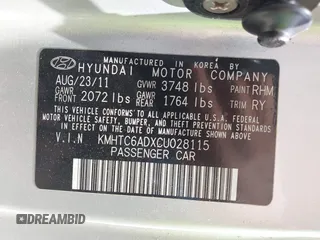 MANUFACTURED IN KOREA BY
HYUNDAI MOTOR COMPANY
AUG/23/11 GVWR 3748 lbs PAINT RHM
GAWR FRONT 2072 lbs GAWR REAR 1764 lbs TRIM RY
THIS VEHICLE CONFORMS TO ALL APPLICABLE U.S.A. FEDERAL
MOTOR VEHICLE SAFETY, BUMPER, AND THEFT PREVENTION
STANDARDS IN EFFECT ON THE DATE OF MANUFACTURE SHOWN ABOVE.
V.I.N KMHTC6ADXCU028115
PASSENGER CAR
DREAMBID